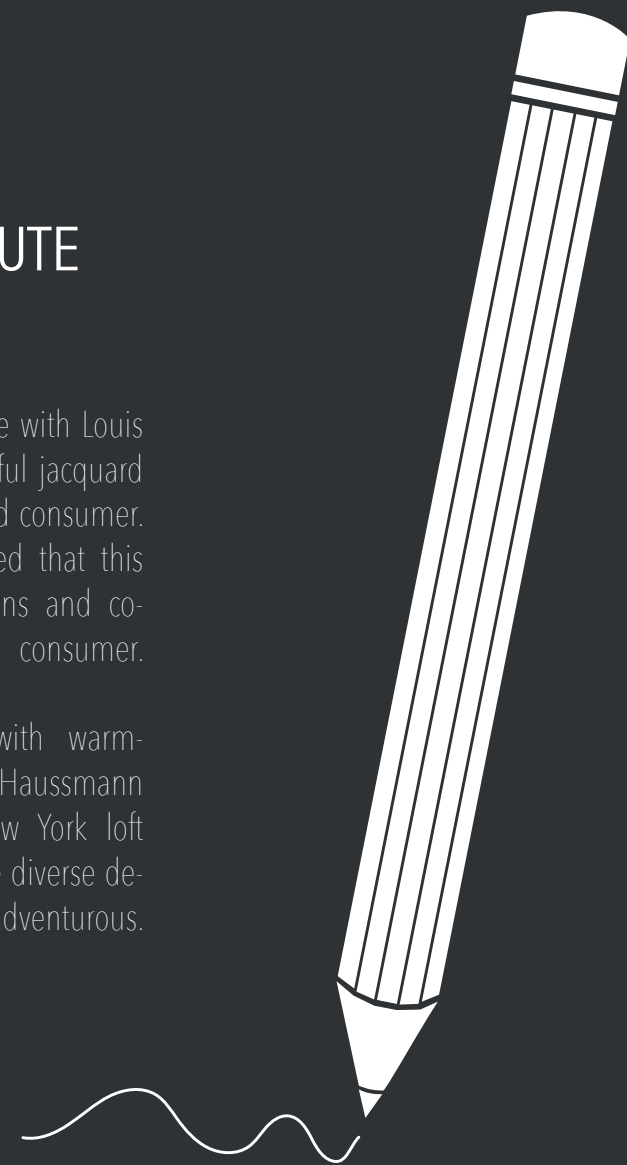 UTE
e with Louis
ful jacquard
d consumer.
ed that this
ns and co-
consumer.
with warm-
Haussmann
w York loft
diverse de-
dventurous.